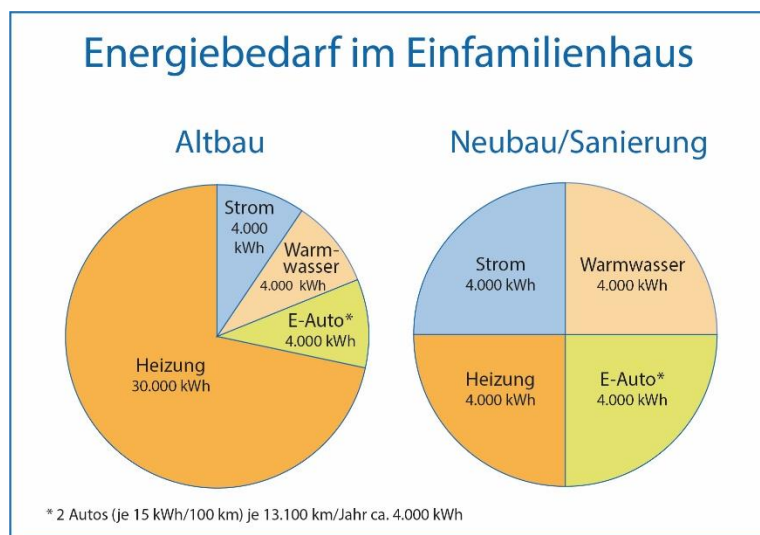 Energiebedarf im Einfamilienhaus
Altbau
Strom
4.000
kWh
Warm-
wasser
4.000 kWh
E-Auto*
4.000 kWh
Heizung
30.000 kWh
Neubau/Sanierung
Strom
4.000 kWh
Warmwasser
4.000 kWh
Heizung
4.000 kWh
E-Auto*
4.000 kWh
* 2 Autos (je 15 kWh/100 km) je 13.100 km/Jahr ca. 4.000 kWh